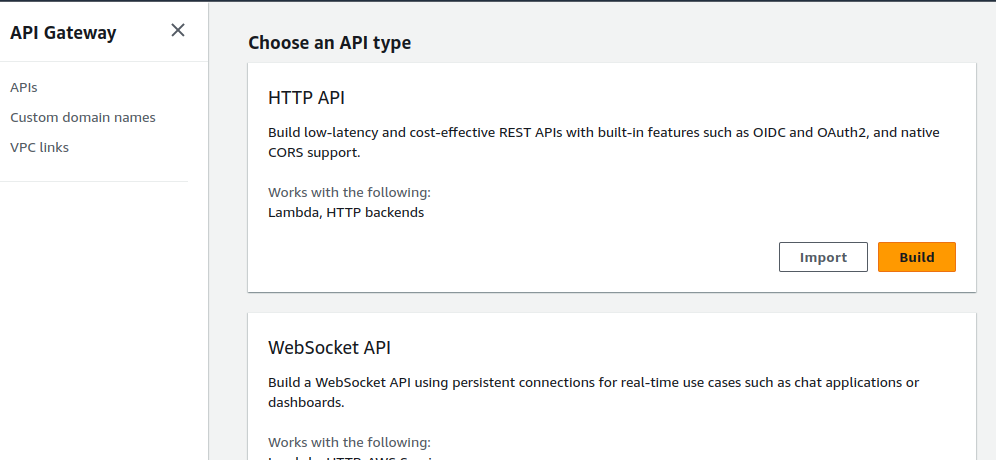 API Gateway
APIs
Custom domain names
VPC links
Choose an API type
HTTP API
Build low-latency and cost-effective REST APIs with built-in features such as OIDC and OAuth2, and native
CORS support.
Works with the following:
Lambda, HTTP backends
Import
Build
WebSocket API
Build a WebSocket API using persistent connections for real-time use cases such as chat applications or
dashboards.
Works with the following: